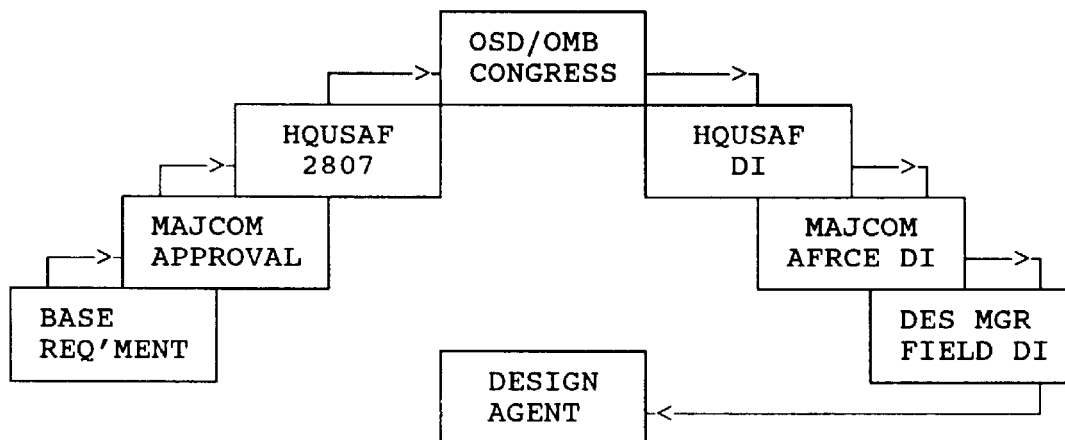 OSD/OMB
CONGRESS
HQUSAF
2807
HQUSAF
DI
MAJCOM
APPROVAL
MAJCOM
AFRCE DI
BASE
REQ'MENT
DES MGR
FIELD DI
DESIGN
AGENT